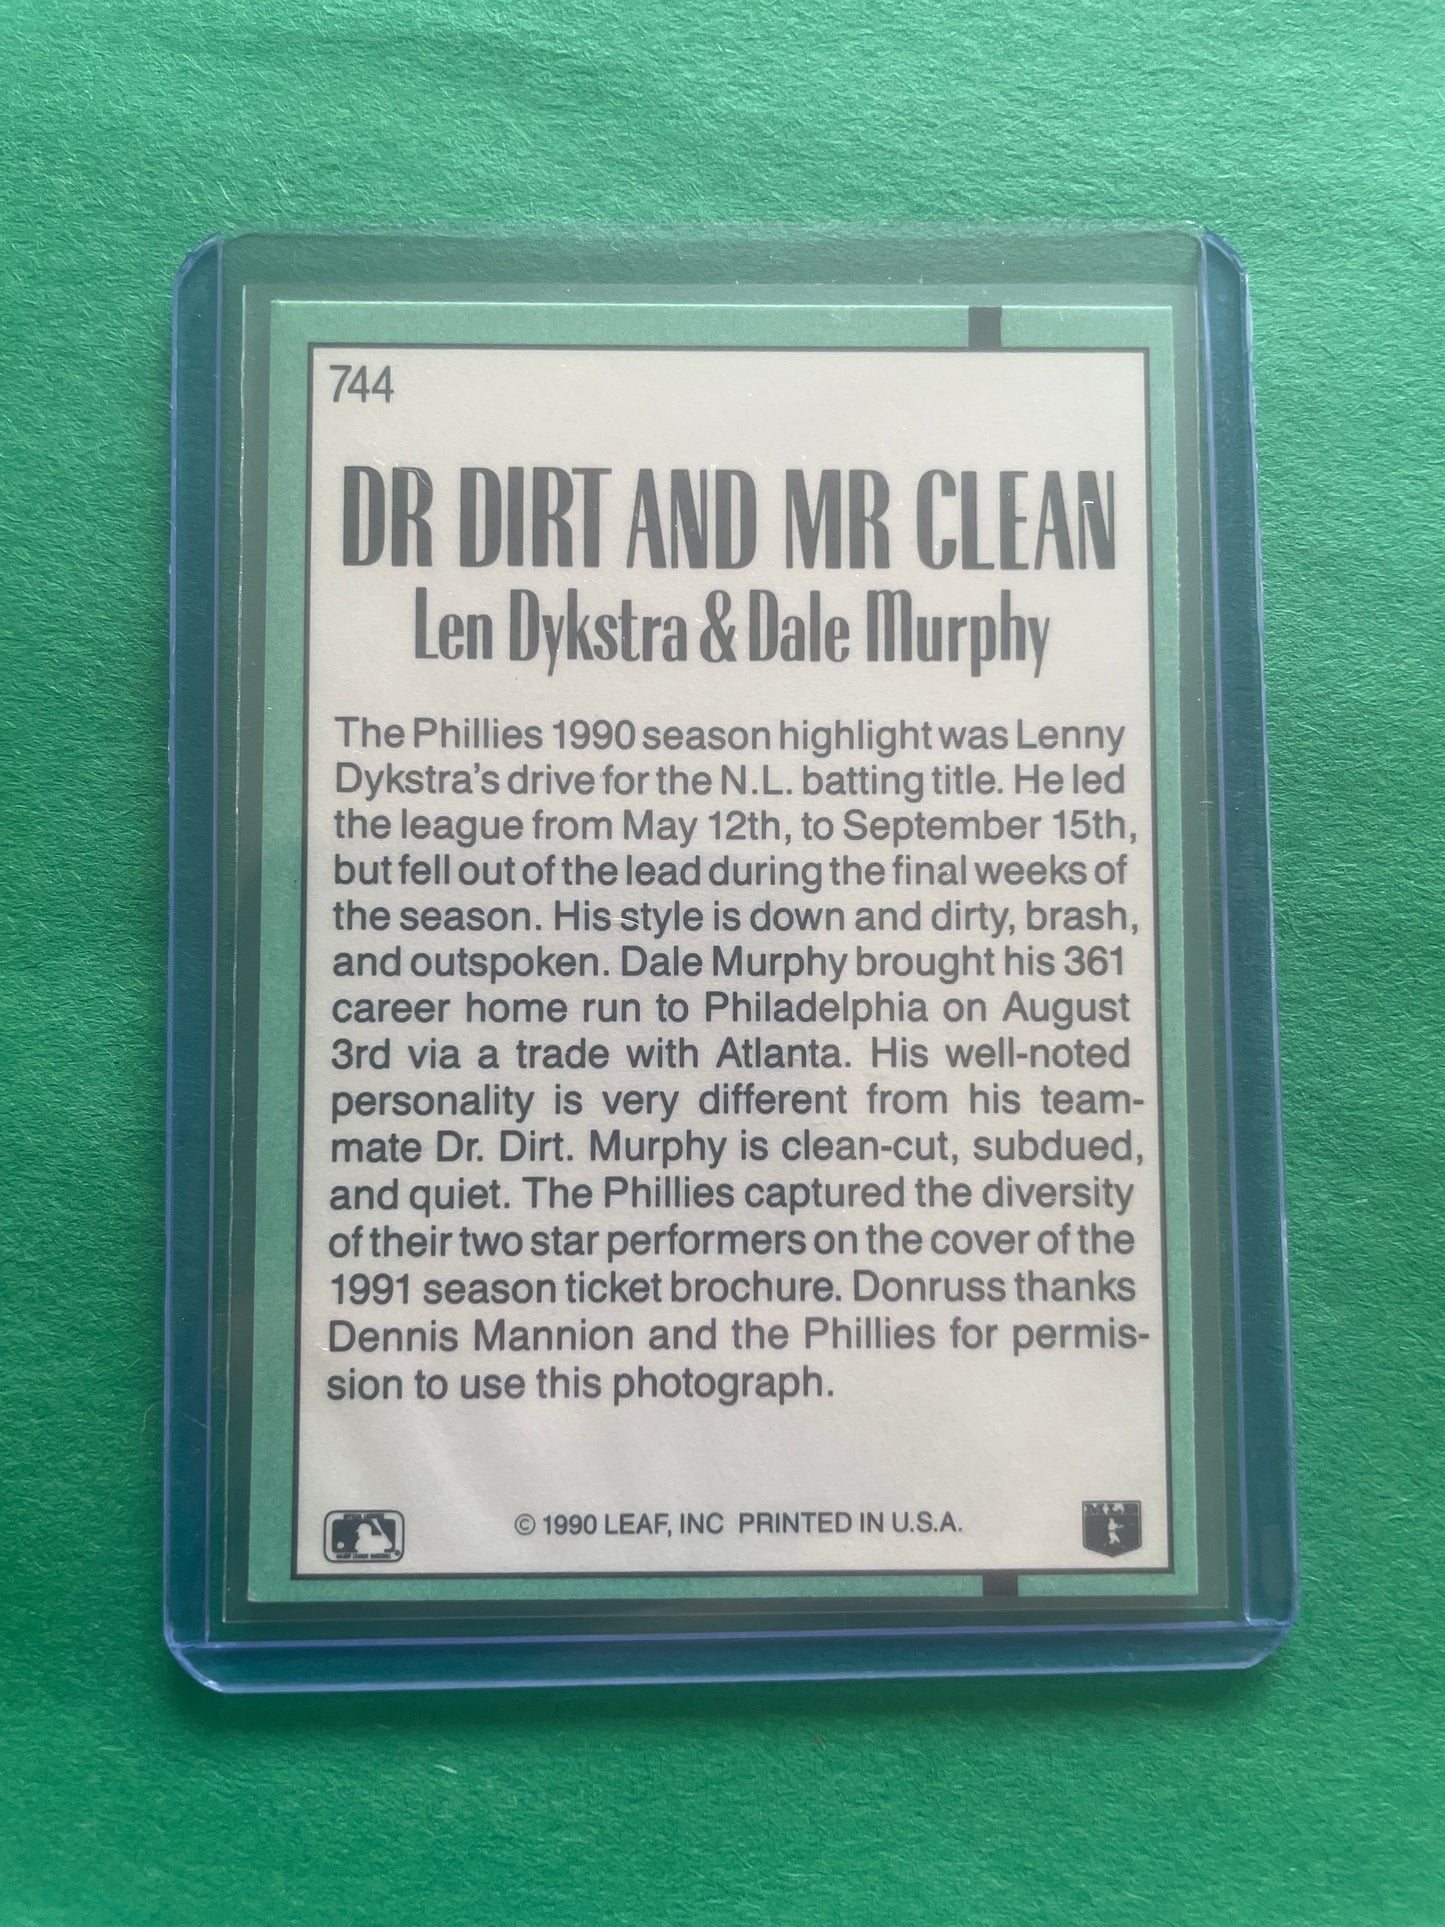 744
DR DIRT AND MR CLEAN
Len Dykstra & Dale Murphy
The Phillies 1990 season highlight was Lenny
Dykstra's drive for the N.L. batting title. He led
the league from May 12th, to September 15th,
but fell out of the lead during the final weeks of
the season. His style is down and dirty, brash,
and outspoken. Dale Murphy brought his 361
career home run to Philadelphia on August
3rd via a trade with Atlanta. His well-noted
personality is very different from his team-
mate Dr. Dirt. Murphy is clean-cut, subdued,
and quiet. The Phillies captured the diversity
of their two star performers on the cover of the
1991 season ticket brochure. Donruss thanks
Dennis Mannion and the Phillies for permis-
sion to use this photograph.
© 1990 LEAF, INC PRINTED IN U.S.A.